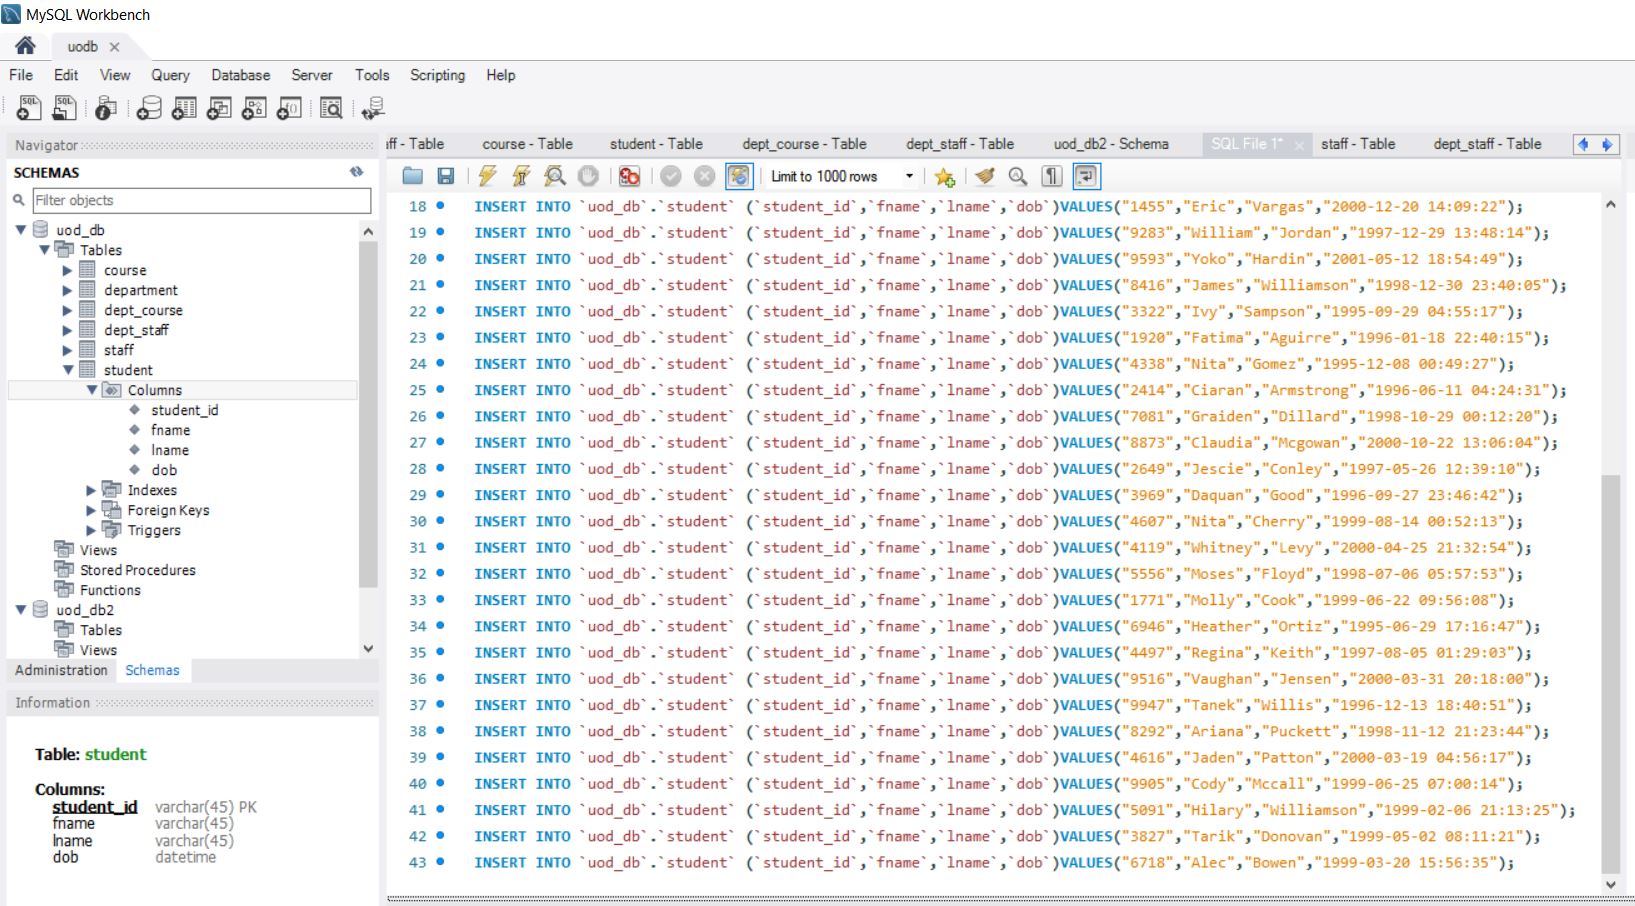 MySQL Workbench
uodb
File Edit View Query Database Server Tools Scripting Help
Navigator
SCHEMAS
Filter objects
uod_db
Tables
course
department
dept_course
dept_staff
staff
student
Columns
student_id
fname
lname
dob
Indexes
Foreign Keys
Triggers
Views
Stored Procedures
Functions
uod_db2
Tables
Views
Administration Schemas
Information
Table: student
Columns:
student_id varchar(45) PK
fname varchar(45)
lname varchar(45)
dob datetime
ff - Table course - Table student - Table dept_course - Table dept_staff - Table uod_db2 - Schema SQL File 1* staff - Table dept_staff - Table
Limit to 1000 rows
18 INSERT INTO `uod_db`.`student` (`student_id`,`fname`,`lname`,`dob`)VALUES("1455","Eric","Vargas","2000-12-20 14:09:22");
19 INSERT INTO `uod_db`.`student` (`student_id`,`fname`,`lname`,`dob`)VALUES("9283","William","Jordan","1997-12-29 13:48:14");
20 INSERT INTO `uod_db`.`student` (`student_id`,`fname`,`lname`,`dob`)VALUES("9593","Yoko","Hardin","2001-05-12 18:54:49");
21 INSERT INTO `uod_db`.`student` (`student_id`,`fname`,`lname`,`dob`)VALUES("8416","James","Williamson","1998-12-30 23:40:05");
22 INSERT INTO `uod_db`.`student` (`student_id`,`fname`,`lname`,`dob`)VALUES("3322","Ivy","Sampson","1995-09-29 04:55:17");
23 INSERT INTO `uod_db`.`student` (`student_id`,`fname`,`lname`,`dob`)VALUES("1920","Fatima","Aguirre","1996-01-18 22:40:15");
24 INSERT INTO `uod_db`.`student` (`student_id`,`fname`,`lname`,`dob`)VALUES("4338","Nita","Gomez","1995-12-08 00:49:27");
25 INSERT INTO `uod_db`.`student` (`student_id`,`fname`,`lname`,`dob`)VALUES("2414","Ciaran","Armstrong","1996-06-11 04:24:31");
26 INSERT INTO `uod_db`.`student` (`student_id`,`fname`,`lname`,`dob`)VALUES("7081","Graiden","Dillard","1998-10-29 00:12:20");
27 INSERT INTO `uod_db`.`student` (`student_id`,`fname`,`lname`,`dob`)VALUES("8873","Claudia","Mcgowan","2000-10-22 13:06:04");
28 INSERT INTO `uod_db`.`student` (`student_id`,`fname`,`lname`,`dob`)VALUES("2649","Jescie","Conley","1997-05-26 12:39:10");
29 INSERT INTO `uod_db`.`student` (`student_id`,`fname`,`lname`,`dob`)VALUES("3969","Daquan","Good","1996-09-27 23:46:42");
30 INSERT INTO `uod_db`.`student` (`student_id`,`fname`,`lname`,`dob`)VALUES("4607","Nita","Cherry","1999-08-14 00:52:13");
31 INSERT INTO `uod_db`.`student` (`student_id`,`fname`,`lname`,`dob`)VALUES("4119","Whitney","Levy","2000-04-25 21:32:54");
32 INSERT INTO `uod_db`.`student` (`student_id`,`fname`,`lname`,`dob`)VALUES("5556","Moses","Floyd","1998-07-06 05:57:53");
33 INSERT INTO `uod_db`.`student` (`student_id`,`fname`,`lname`,`dob`)VALUES("1771","Molly","Cook","1999-06-22 09:56:08");
34 INSERT INTO `uod_db`.`student` (`student_id`,`fname`,`lname`,`dob`)VALUES("6946","Heather","Ortiz","1995-06-29 17:16:47");
35 INSERT INTO `uod_db`.`student` (`student_id`,`fname`,`lname`,`dob`)VALUES("4497","Regina","Keith","1997-08-05 01:29:03");
36 INSERT INTO `uod_db`.`student` (`student_id`,`fname`,`lname`,`dob`)VALUES("9516","Vaughan","Jensen","2000-03-31 20:18:00");
37 INSERT INTO `uod_db`.`student` (`student_id`,`fname`,`lname`,`dob`)VALUES("9947","Tanek","Willis","1996-12-13 18:40:51");
38 INSERT INTO `uod_db`.`student` (`student_id`,`fname`,`lname`,`dob`)VALUES("8292","Ariana","Puckett","1998-11-12 21:23:44");
39 INSERT INTO `uod_db`.`student` (`student_id`,`fname`,`lname`,`dob`)VALUES("4616","Jaden","Patton","2000-03-19 04:56:17");
40 INSERT INTO `uod_db`.`student` (`student_id`,`fname`,`lname`,`dob`)VALUES("9905","Cody","Mccall","1999-06-25 07:00:14");
41 INSERT INTO `uod_db`.`student` (`student_id`,`fname`,`lname`,`dob`)VALUES("5091","Hilary","Williamson","1999-02-06 21:13:25");
42 INSERT INTO `uod_db`.`student` (`student_id`,`fname`,`lname`,`dob`)VALUES("3827","Tarik","Donovan","1999-05-02 08:11:21");
43 INSERT INTO `uod_db`.`student` (`student_id`,`fname`,`lname`,`dob`)VALUES("6718","Alec","Bowen","1999-03-20 15:56:35");